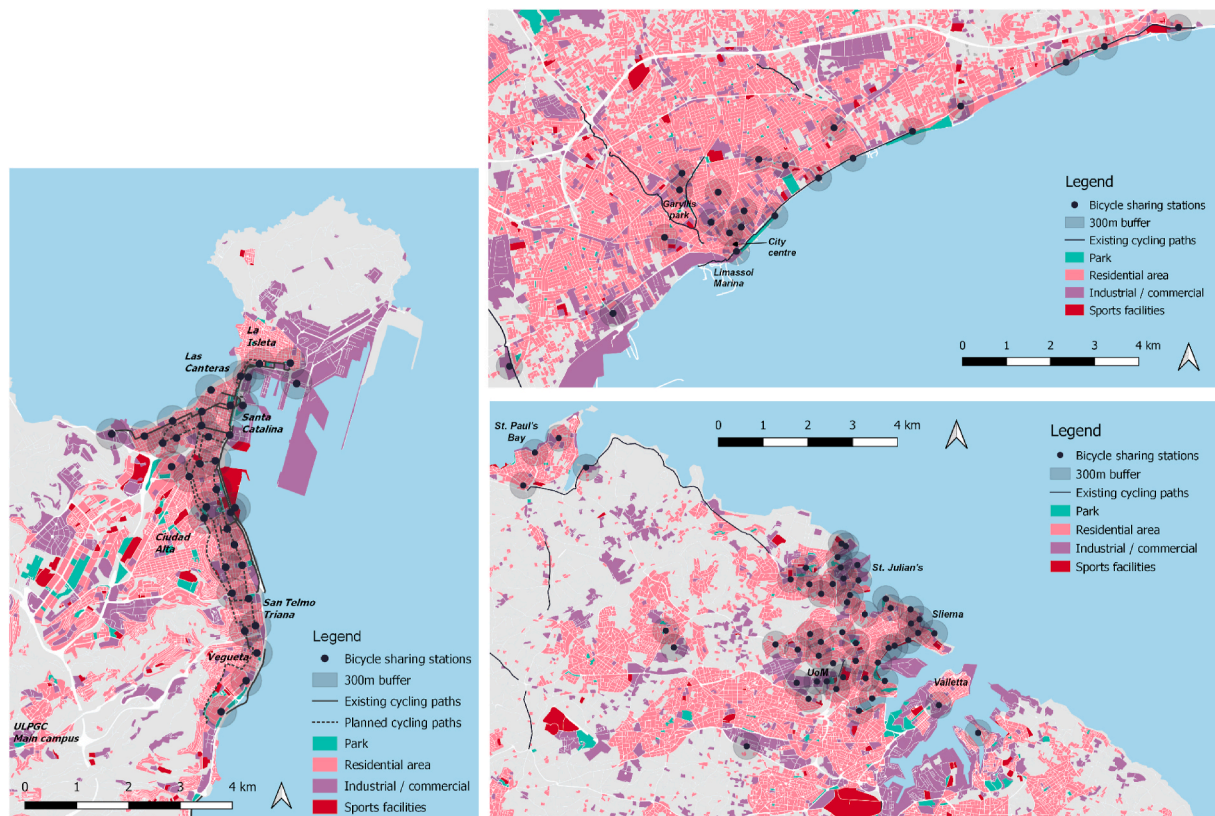 La
Isleta
Las
Canteras
Santa
Catalina
Ciudad
Alta
San Telmo
Triana
Vegueta
ULPGC
Main campus
Legend
Bicycle sharing stations
300m buffer
Existing cycling paths
Planned cycling paths
Park
Residential area
Industrial / commercial
Sports facilities
0 1 2 3 4 km
Garyllis
park
City
centre
Limassol
Marina
Legend
Bicycle sharing stations
300m buffer
Existing cycling paths
Park
Residential area
Industrial / commercial
Sports facilities
0 1 2 3 4 km
St. Paul's
Bay
0 1 2 3 4 km
St. Julian's
Sliema
UoM
Valletta
Legend
Bicycle sharing stations
300m buffer
Existing cycling paths
Park
Residential area
Industrial / commercial
Sports facilities